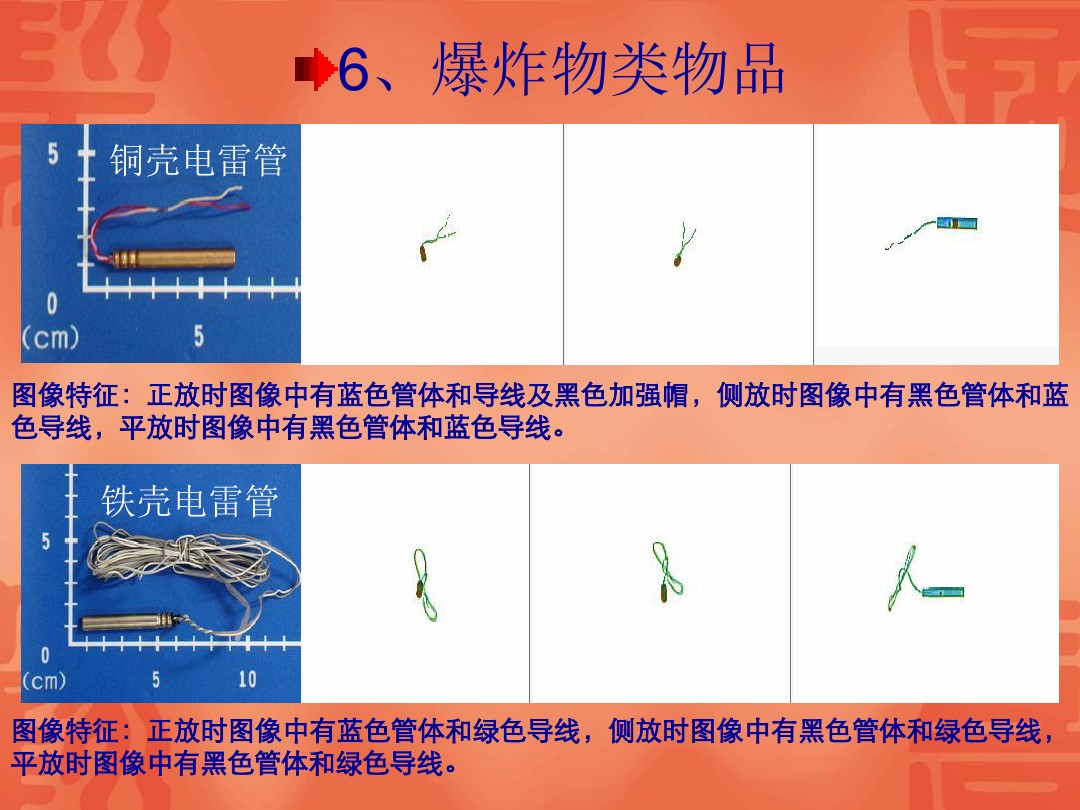 6、爆炸物类物品
铜壳电雷管
5
0
(cm)
5
图像特征：正放时图像中有蓝色管体和导线及黑色加强帽，侧放时图像中有黑色管体和蓝
色导线，平放时图像中有黑色管体和蓝色导线。
铁壳电雷管
5
0
(cm)
5
10
图像特征：正放时图像中有蓝色管体和绿色导线，侧放时图像中有黑色管体和绿色导线，
平放时图像中有黑色管体和绿色导线。